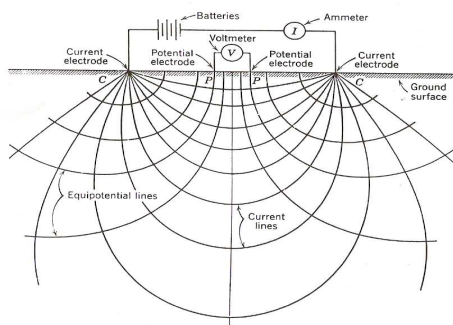 Batteries
Voltmeter
Ammeter
I
V
Current
electrode
Potential
electrode
Potential
electrode
Current
electrode
C
P
P
C
Ground
surface
Equipotential lines
Current
lines